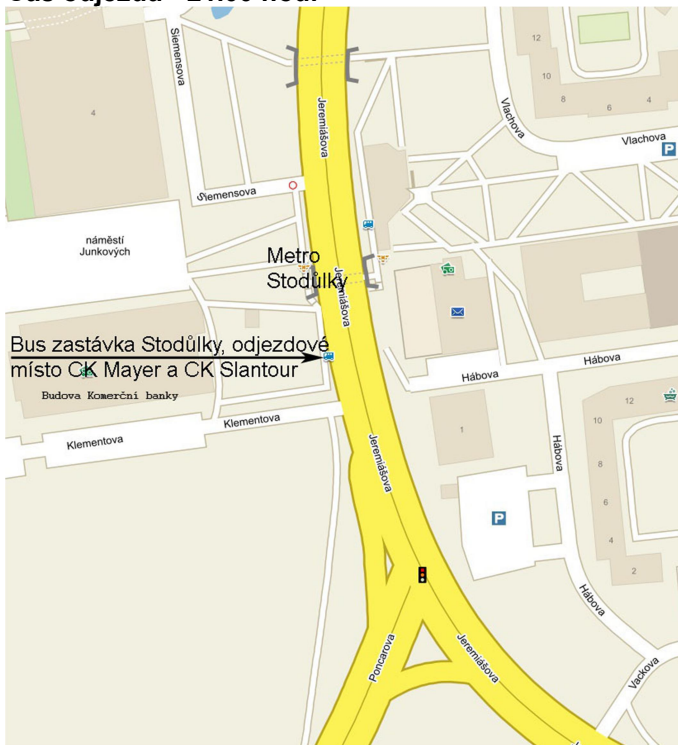 12
10
8
6
4
Siemensova
4
Jeremiášova
Vlachova
Vlachova
P
Siemensova
náměstí
Junkových
Metro
Stodůlky
Jeremiášova
Bus zastávka Stodůlky, odjezdové
místo CK Mayer a CK Slantour
Budova Komerční banky
Hábova
Hábova
Klementova
Klementova
1
Jeremiášova
Hábova
12
10
8
6
4
2
P
Hábova
Poncarova
Jeremiášova
Vackova